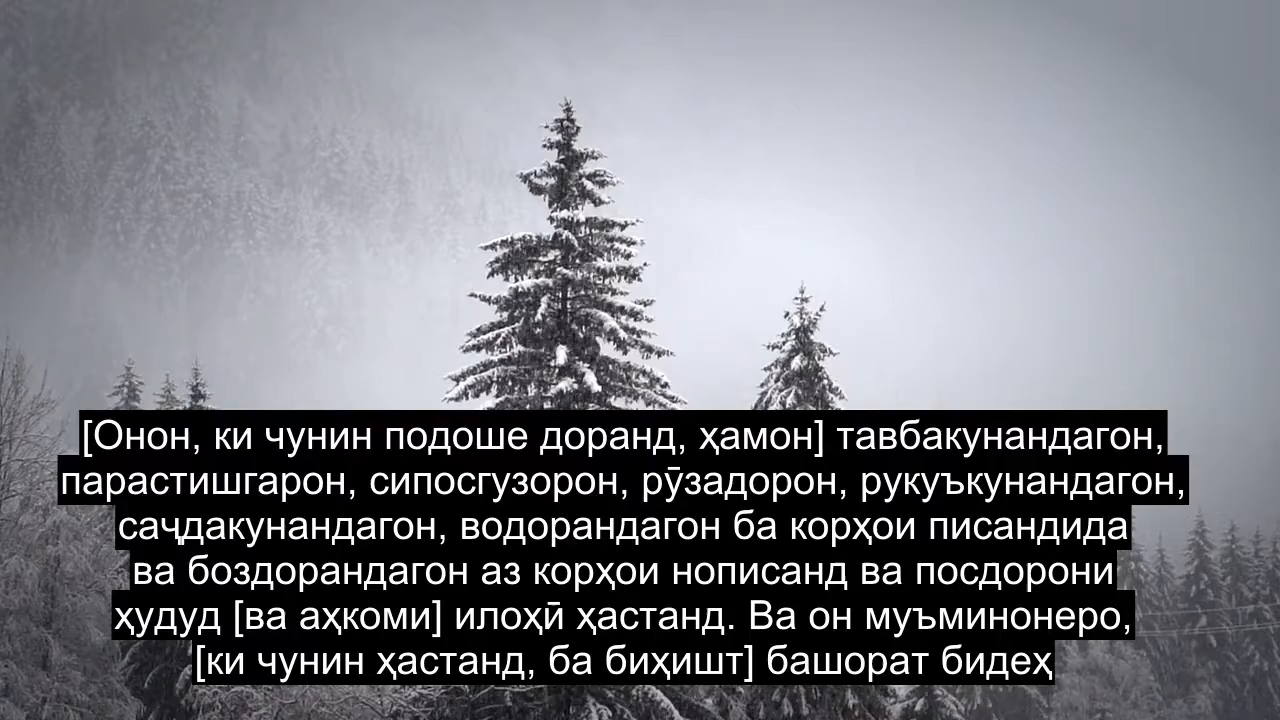 [Онон, ки чунин подоше доранд, ҳамон] тавбакунандагон,
парастишгарон, сипосгузорон, рӯзадорон, рукуъкунандагон,
саҷдакунандагон, водорандагон ба корҳои писандида
ва боздорандагон аз корҳои нописанд ва посдорони
ҳудуд [ва аҳкоми] илоҳӣ ҳастанд. Ва он муъминонеро,
[ки чунин ҳастанд, ба биҳишт] башорат бидеҳ